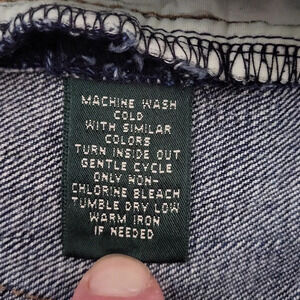 MACHINE WASH
COLD
WITH SIMILAR
COLORS
TURN INSIDE OUT
GENTLE CYCLE
ONLY NON-
CHLORINE BLEACH
TUMBLE DRY LOW
WARM IRON
IF NEEDED